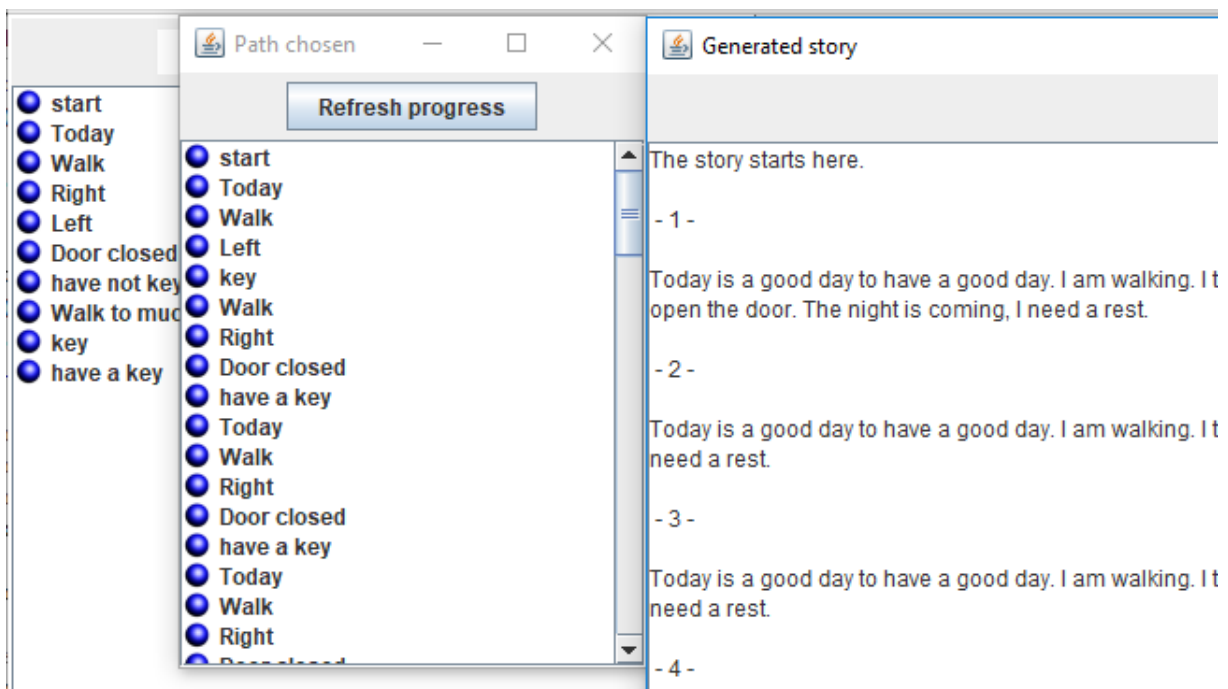 start
Today
Walk
Right
Left
Door closed
have not key
Walk to
key
have a key
Path chosen
Refresh progress
start
Today
Walk
Left
key
Walk
Right
Door closed
have a key
Today
Walk
Right
Door closed
have a key
Today
Walk
Right
Door closed
Generated story
The story starts here.
- 1 -
Today is a good day to have a good day. I am walking. I
open the door. The night is coming, I need a rest.
- 2 -
Today is a good day to have a good day. I am walking. I
need a rest.
- 3 -
Today is a good day to have a good day. I am walking. I
need a rest.
- 4 -